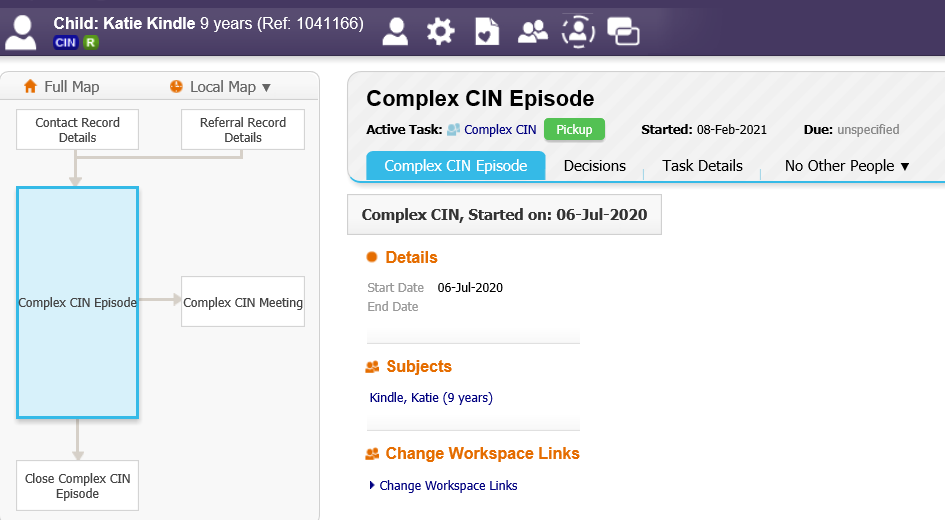 Child: Katie Kindle 9 years (Ref: 1041166)
CIN R
Full Map
Local Map ▼
Contact Record
Details
Referral Record
Details
Complex CIN Episode
Complex CIN Meeting
Close Complex CIN
Episode
Complex CIN Episode
Active Task: Complex CIN Pickup Started: 08-Feb-2021 Due: unspecified
Complex CIN Episode Decisions Task Details No Other People ▼
Complex CIN, Started on: 06-Jul-2020
Details
Start Date 06-Jul-2020
End Date
Subjects
Kindle, Katie (9 years)
Change Workspace Links
Change Workspace Links